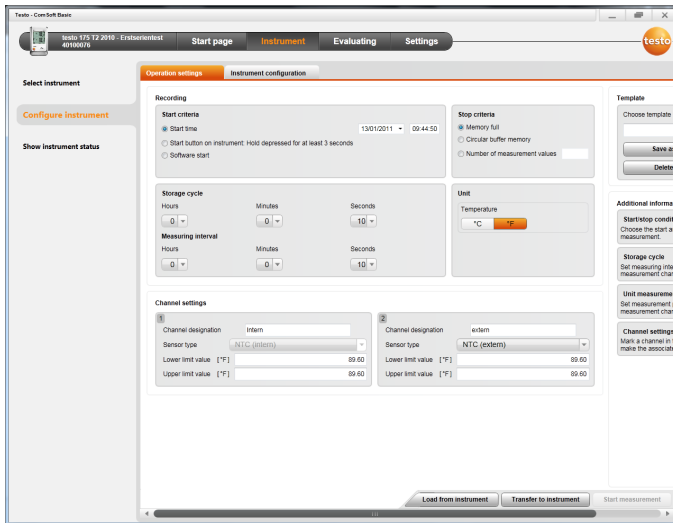 Testo - ComSoft Basic
testo 175 T2 2010 - Erstserientest
40100076
Start page
Instrument
Evaluating
Settings
testo
Select instrument
Configure instrument
Show instrument status
Operation settings
Instrument configuration
Recording
Start criteria
Start time
13/01/2011
09:44:50
Start button on instrument: Hold depressed for at least 3 seconds
Software start
Stop criteria
Memory full
Circular buffer memory
Number of measurement values
Storage cycle
Hours Minutes Seconds
0 0 10
Measuring interval
Hours Minutes Seconds
0 0 10
Unit
Temperature
°C °F
Channel settings
1
Channel designation Intern
Sensor type NTC (intern)
Lower limit value [°F] 89.60
Upper limit value [°F] 89.60
2
Channel designation extern
Sensor type NTC (extern)
Lower limit value [°F] 89.60
Upper limit value [°F] 89.60
Template
Choose template
Save as
Delete
Additional informa
Start/stop condit
Choose the start a
measurement.
Storage cycle
Set measuring inte
measurement chan
Unit measureme
Set measurement
measurement chan
Channel settings
Mark a channel in
make the associate
Load from instrument
Transfer to instrument
Start measurement